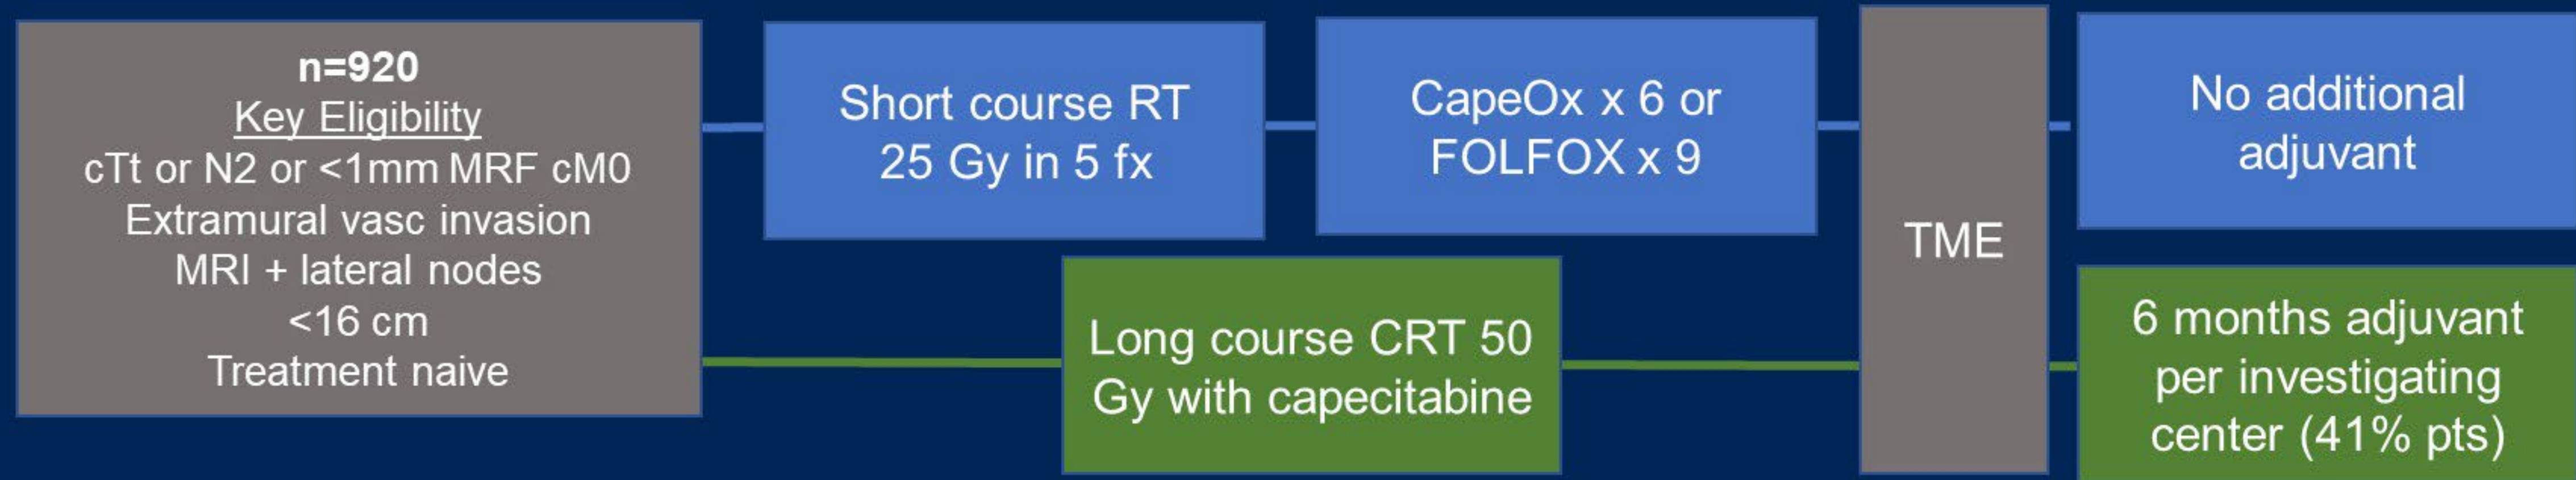 n=920
Key Eligibility
cTt or N2 or <1mm MRF cM0
Extramural vasc invasion
MRI + lateral nodes
<16 cm
Treatment naive
Short course RT
25 Gy in 5 fx
CapeOx x 6 or
FOLFOX x 9
Long course CRT 50
Gy with capecitabine
TME
No additional
adjuvant
6 months adjuvant
per investigating
center (41% pts)